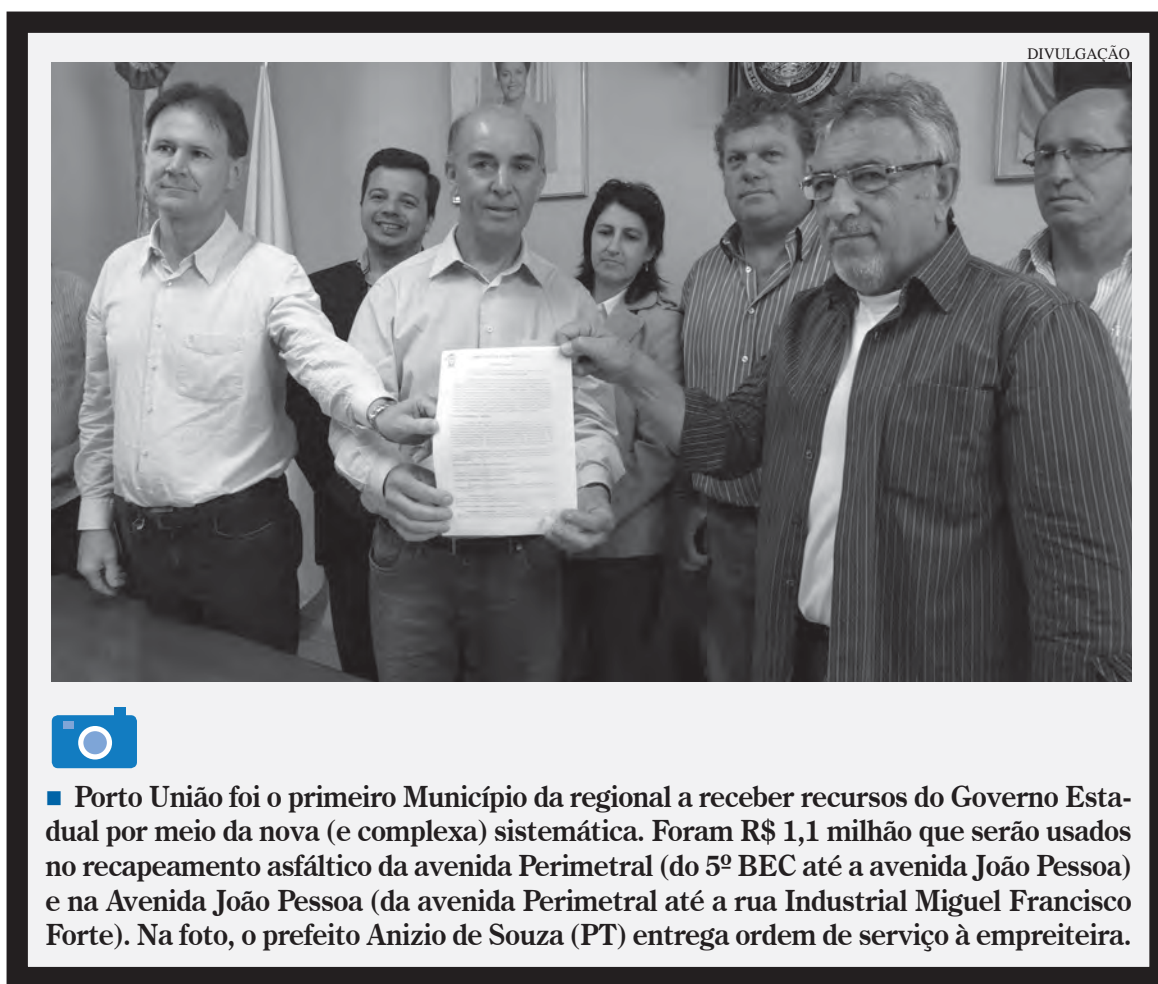 DIVULGAÇÃO
■ Porto União foi o primeiro Município da regional a receber recursos do Governo Esta-
dual por meio da nova (e complexa) sistemática. Foram R$ 1,1 milhão que serão usados
no recapeamento asfáltico da avenida Perimetral (do 5º BEC até a avenida João Pessoa)
e na Avenida João Pessoa (da avenida Perimetral até a rua Industrial Miguel Francisco
Forte). Na foto, o prefeito Anizio de Souza (PT) entrega ordem de serviço à empreiteira.